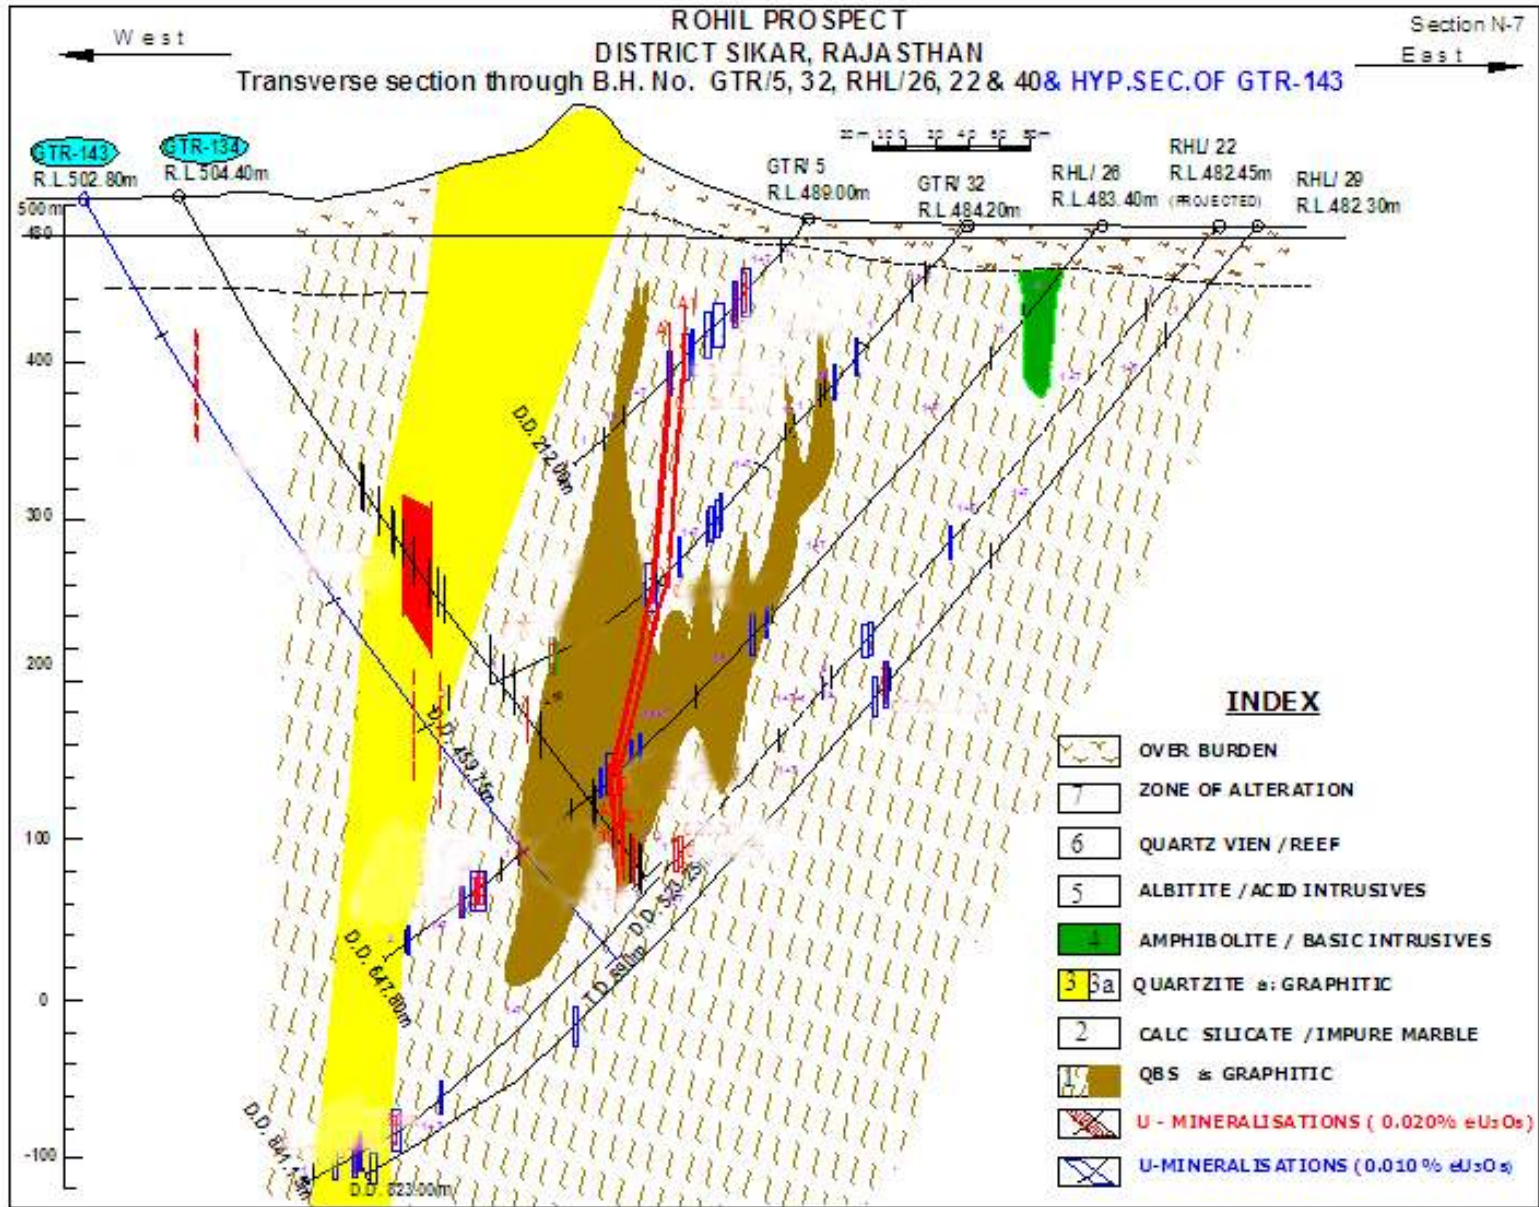 ROHIL PROSPECT
DISTRICT SIKAR, RAJASTHAN
Transverse section through B.H. No. GTR/5, 32, RHL/26, 22 & 40& HYP.SEC.OF GTR-143
Section N-7
West
East
GTR-143
R.L.502.80m
GTR-134
R.L.504.40m
GTR/ 5
R.L.489.00m
GTR/ 32
R.L.484.20m
RHL/ 26
R.L.483.40m
RHL/ 22
R.L.482.45m
(PROJECTED)
RHL/ 29
R.L.482.30m
500m
480
400
300
200
100
0
-100
D.D. 212.00m
D.D. 459.75m
D.D. 523.25
T.D. 590m
D.D. 647.80m
D.D. 823.00m
INDEX
OVER BURDEN
7 ZONE OF ALTERATION
6 QUARTZ VIEN / REEF
5 ALBITITE / ACID INTRUSIVES
4 AMPHIBOLITE / BASIC INTRUSIVES
3 3a QUARTZITE & GRAPHITIC
2 CALC SILICATE / IMPURE MARBLE
1 QBS & GRAPHITIC
U - MINERALISATIONS ( 0.020% eU₃O₈)
U-MINERALISATIONS (0.010 % eU₃O₈)